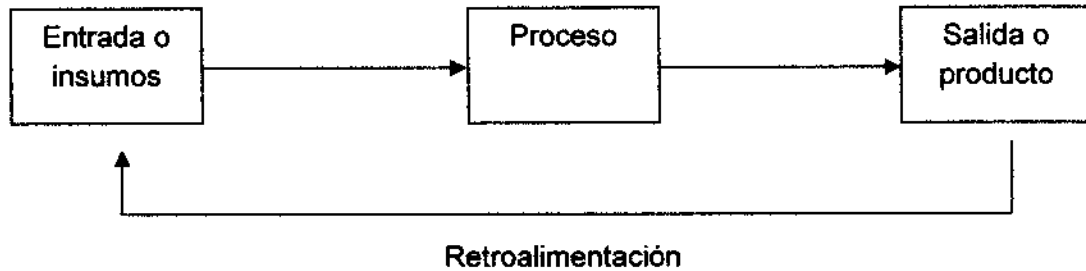 Entrada o
insumos
Proceso
Salida o
producto
Retroalimentación